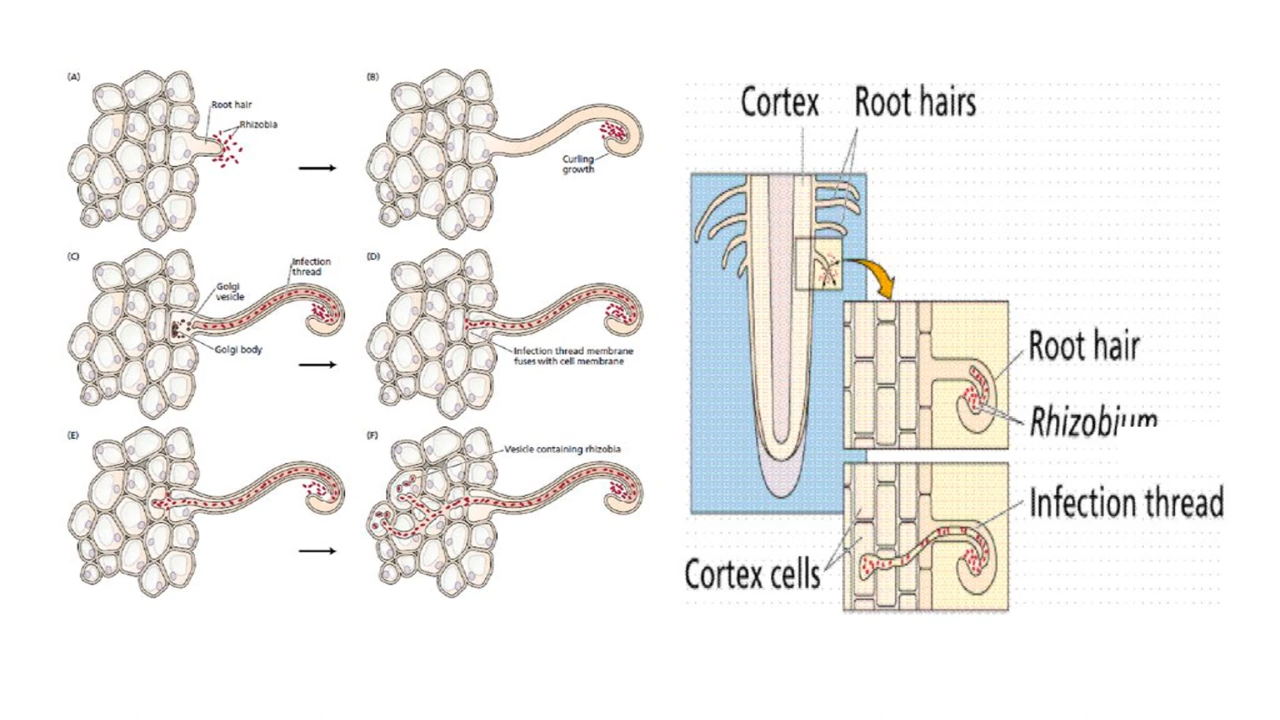 (A)
Root hair
Rhizobia
(B)
Curling
growth
(C)
Infection
thread
Golgi
vesicle
Golgi body
(D)
Infection thread membrane
fuses with cell membrane
(E)
(F)
Vesicle containing rhizobia
Cortex
Root hairs
Root hair
Rhizobium
Infection thread
Cortex cells